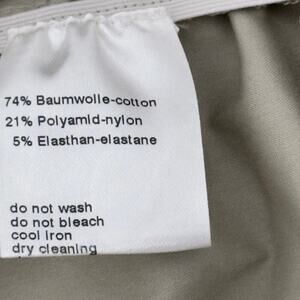 74% Baumwolle-cotton
21% Polyamid-nylon
5% Elasthan-elastane
do not wash
do not bleach
cool iron
dry cleaning